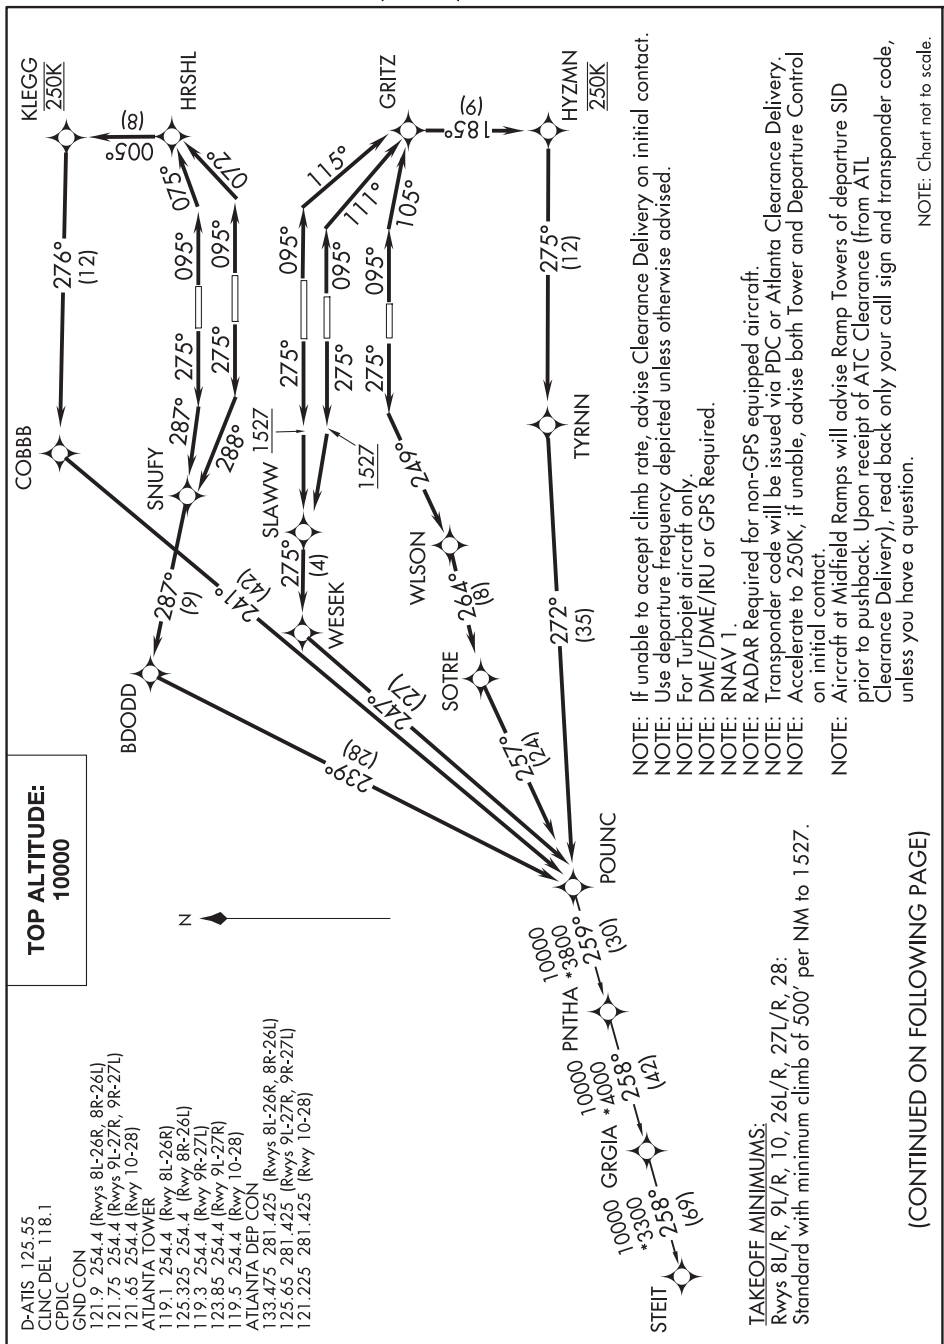 TOP ALTITUDE:
10000
D-ATIS 125.55
CLNC DEL 118.1
CPDLC
GND CON
121.9 254.4 (Rwys 8L-26R, 8R-26L)
121.75 254.4 (Rwys 9L-27R, 9R-27L)
121.65 254.4 (Rwy 10-28)
ATLANTA TOWER
119.1 254.4 (Rwy 8L-26R)
125.325 254.4 (Rwy 8R-26L)
119.3 254.4 (Rwy 9R-27L)
123.85 254.4 (Rwy 9L-27R)
119.5 254.4 (Rwy 10-28)
ATLANTA DEP CON
133.475 281.425 (Rwys 8L-26R, 8R-26L)
125.65 281.425 (Rwys 9L-27R, 9R-27L)
121.225 281.425 (Rwy 10-28)
N
KLEGG
250K
(8)
005°
HRSHL
276°
(12)
COBBB
075°
072°
095°
095°
275°
275°
287°
288°
SNUFY
287°
(9)
BDODD
241°
(42)
239°
(28)
GRITZ
115°
111°
105°
095°
095°
095°
275°
275°
275°
1527
1527
SLAWW
275°
(4)
WESEK
247°
(27)
249°
WLSON
264°
(8)
SOTRE
257°
(24)
185°
(9)
HYZMN
250K
275°
(12)
TYRNN
272°
(35)
POUNC
10000
*3800
259°
(30)
PNTHA
10000
*4000
258°
(42)
GRGIA
10000
*3300
258°
(69)
STEIT
NOTE: If unable to accept climb rate, advise Clearance Delivery on initial contact.
NOTE: Use departure frequency depicted unless otherwise advised.
NOTE: For Turbojet aircraft only.
NOTE: DME/DME/IRU or GPS Required.
NOTE: RNAV 1.
NOTE: RADAR Required for non-GPS equipped aircraft.
NOTE: Transponder code will be issued via PDC or Atlanta Clearance Delivery.
NOTE: Accelerate to 250K, if unable, advise both Tower and Departure Control
on initial contact.
NOTE: Aircraft at Midfield Ramps will advise Ramp Towers of departure SID
prior to pushback. Upon receipt of ATC Clearance (from ATL
Clearance Delivery), read back only your call sign and transponder code,
unless you have a question.
NOTE: Chart not to scale.
TAKEOFF MINIMUMS:
Rwys 8L/R, 9L/R, 10, 26L/R, 27L/R, 28:
Standard with minimum climb of 500' per NM to 1527.
(CONTINUED ON FOLLOWING PAGE)